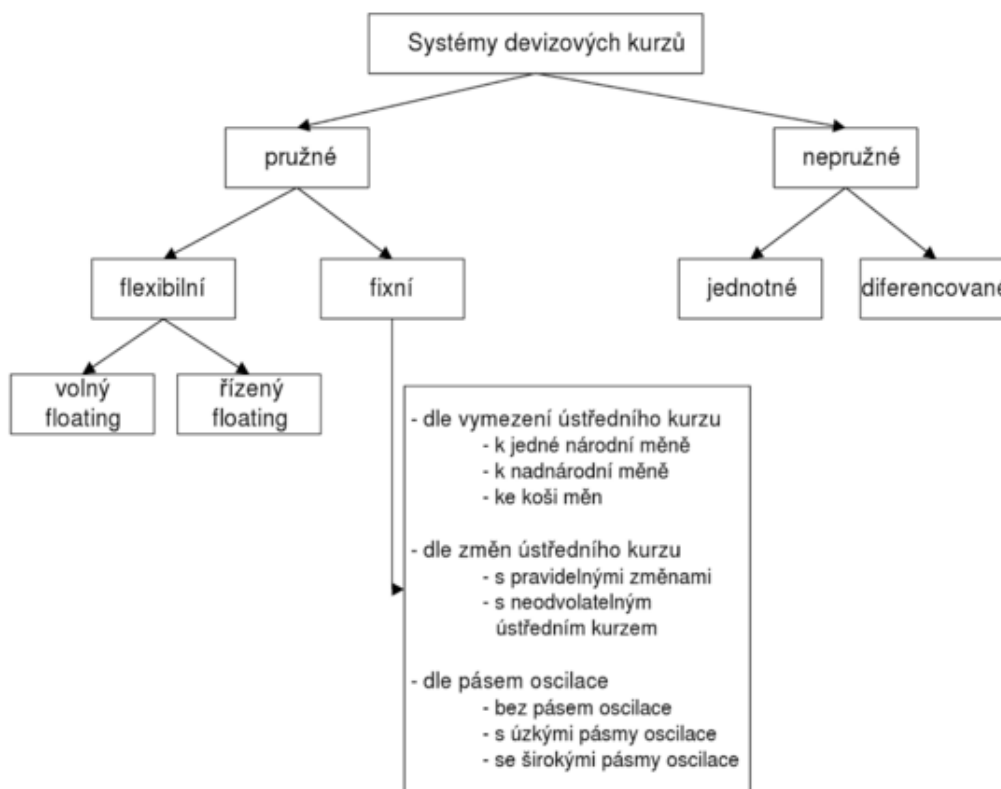 Systémy devizových kurzů
pružné
nepružné
flexibilní
fixní
jednotné
diferencované
volný
floating
řízený
floating
- dle vymezení ústředního kurzu
- k jedné národní měně
- k nadnárodní měně
- ke koši měn
- dle změn ústředního kurzu
- s pravidelnými změnami
- s neodvolatelným
ústředním kurzem
- dle pásem oscilace
- bez pásem oscilace
- s úzkými pásmy oscilace
- se širokými pásmy oscilace